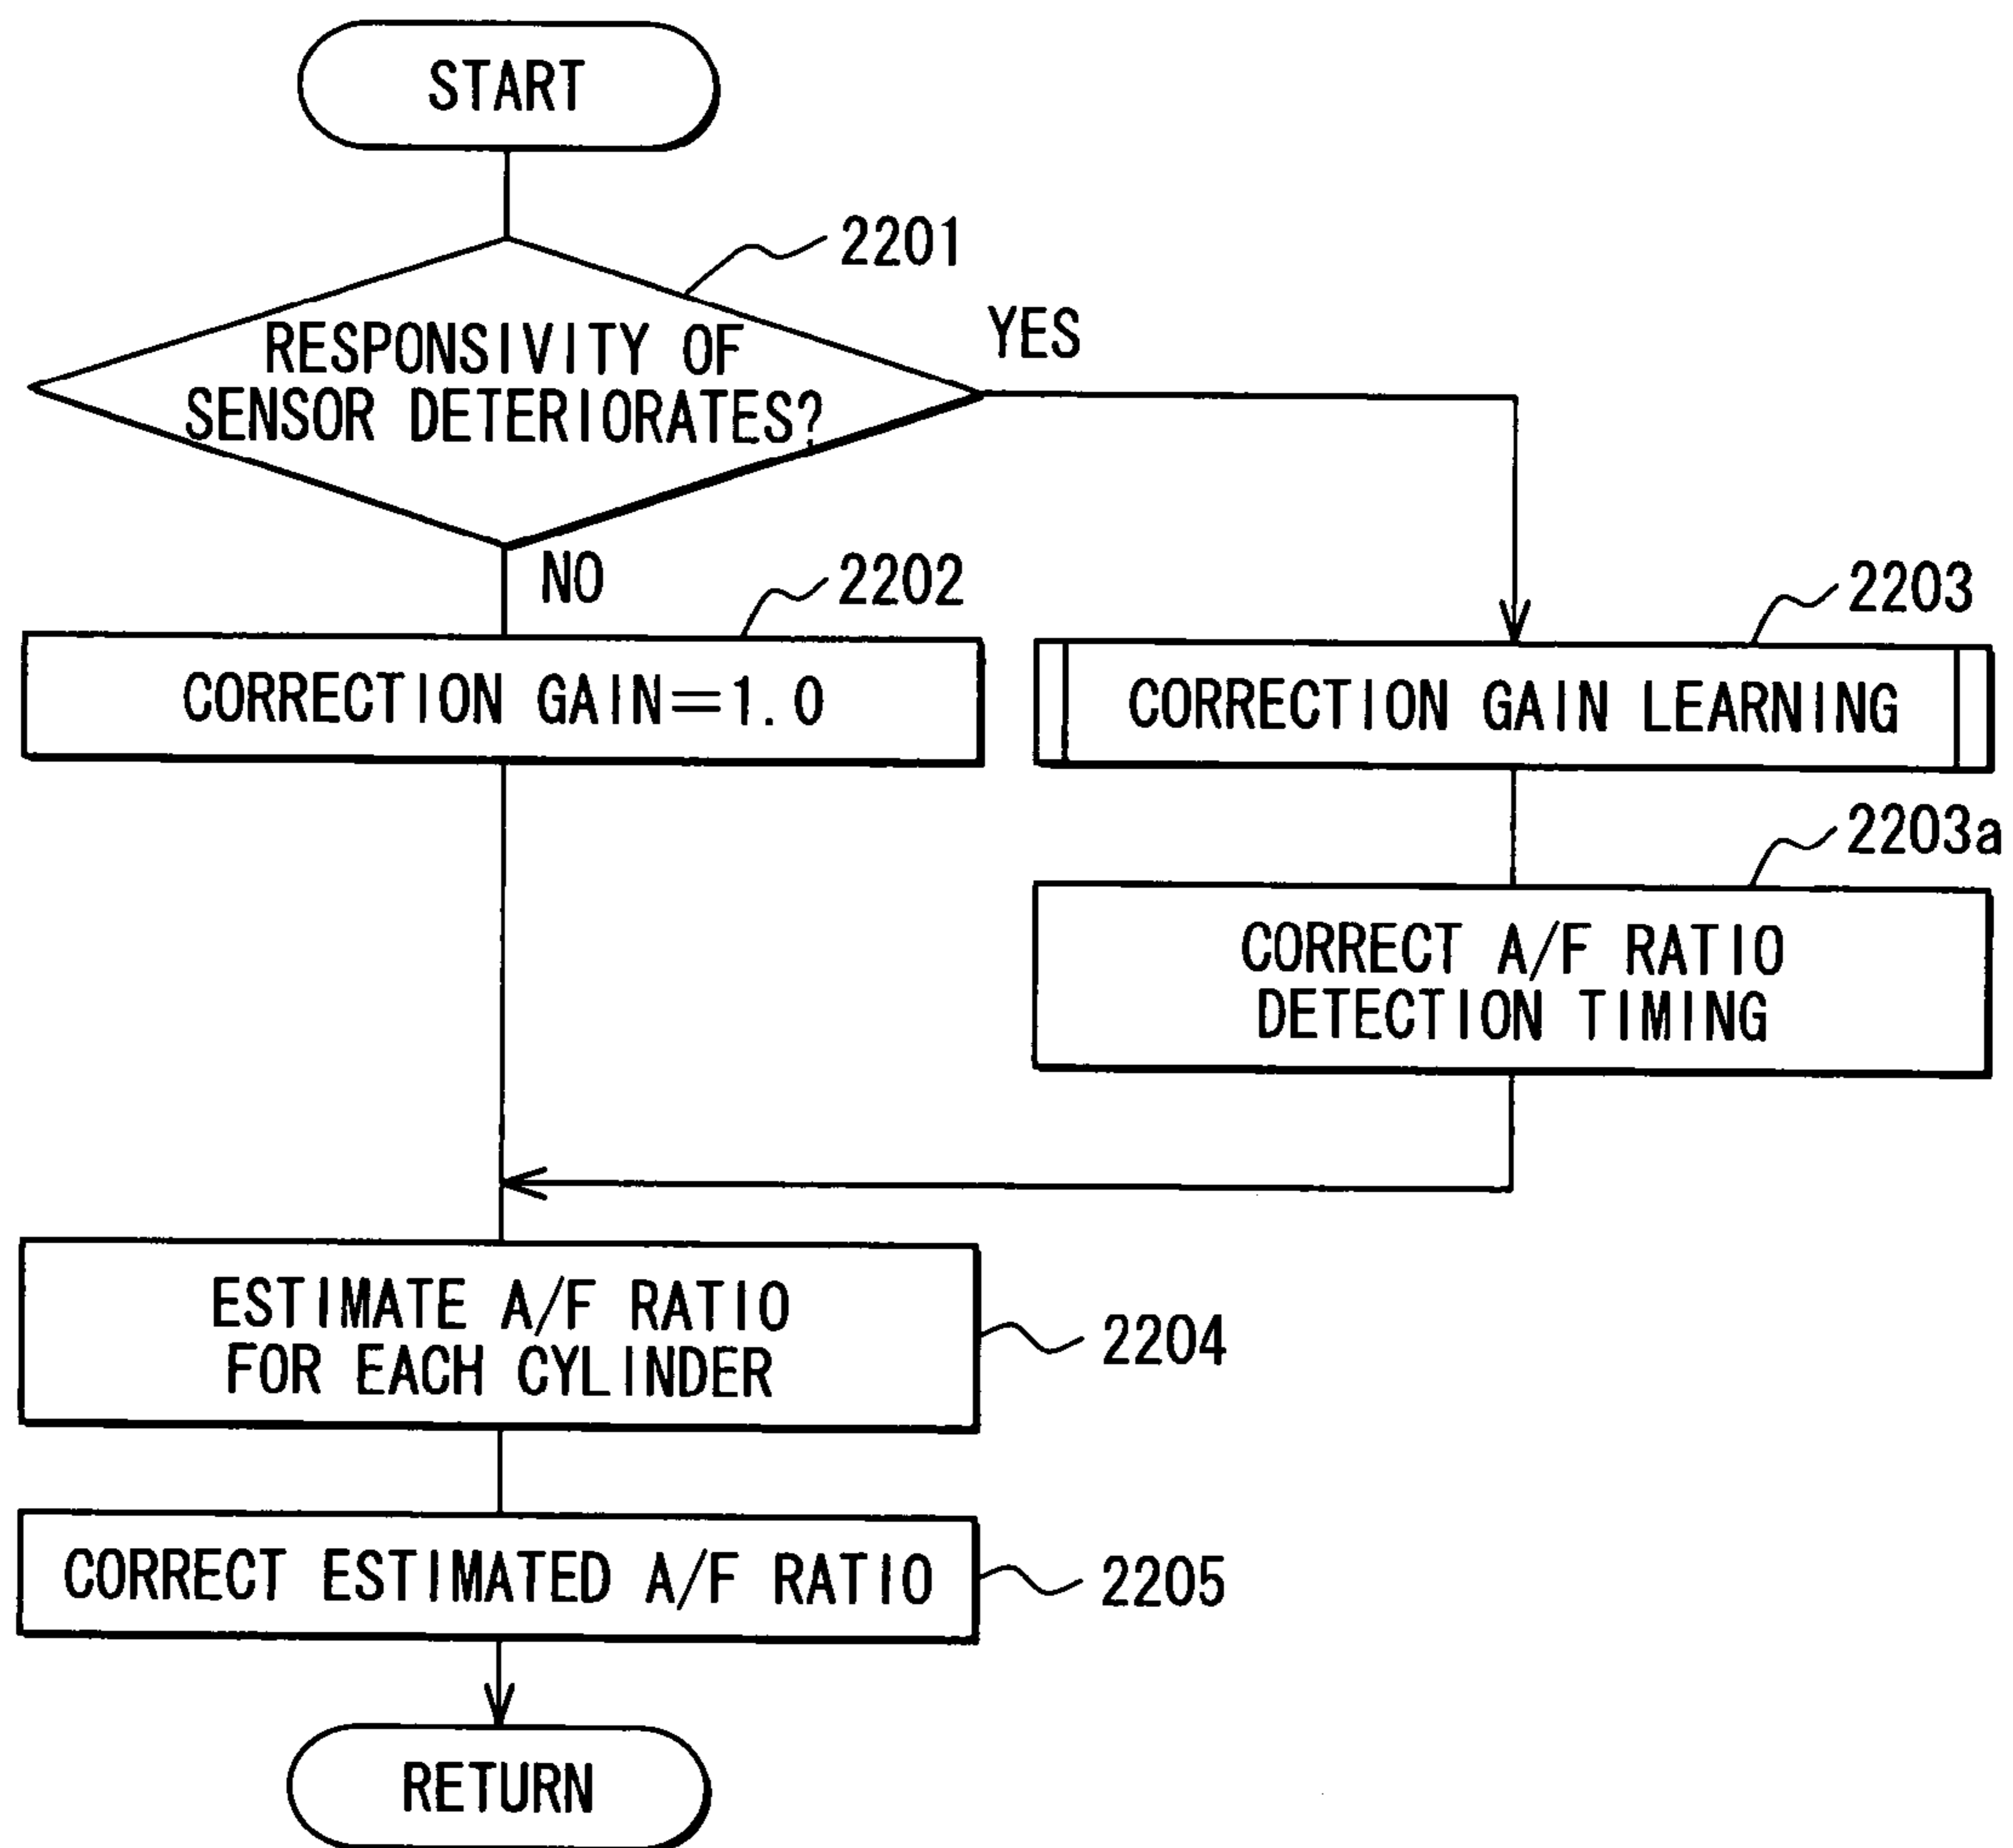 START
2201
RESPONSIVITY OF
SENSOR DETERIORATES?
YES
NO
2202
CORRECTION GAIN=1.0
2203
CORRECTION GAIN LEARNING
2203a
CORRECT A/F RATIO
DETECTION TIMING
ESTIMATE A/F RATIO
FOR EACH CYLINDER
2204
CORRECT ESTIMATED A/F RATIO
2205
RETURN